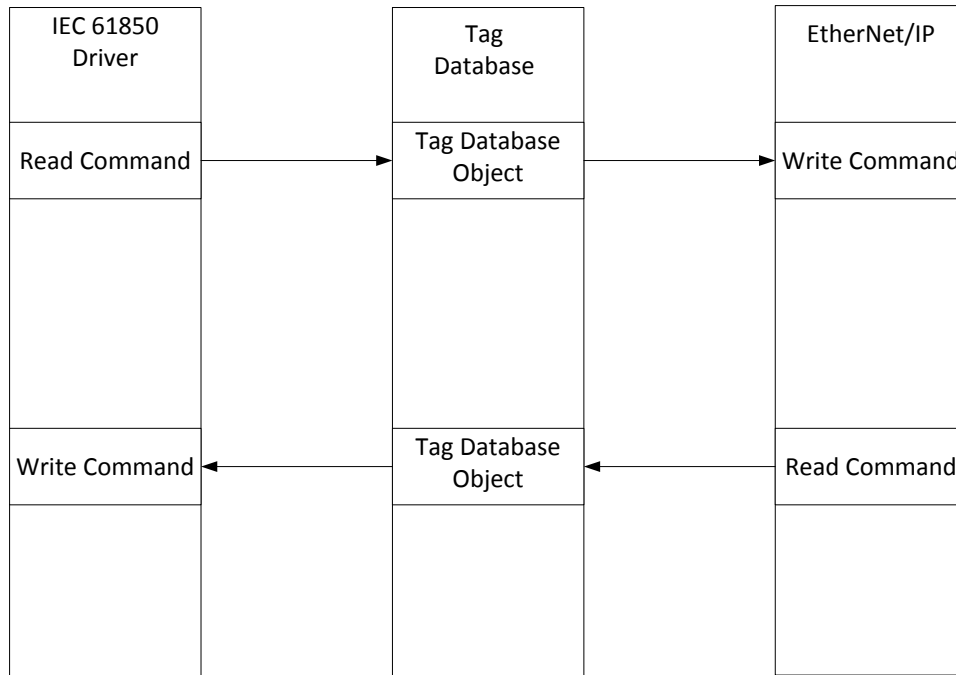 IEC 61850
Driver
Tag
Database
EtherNet/IP
Read Command
Tag Database
Object
Write Command
Write Command
Tag Database
Object
Read Command